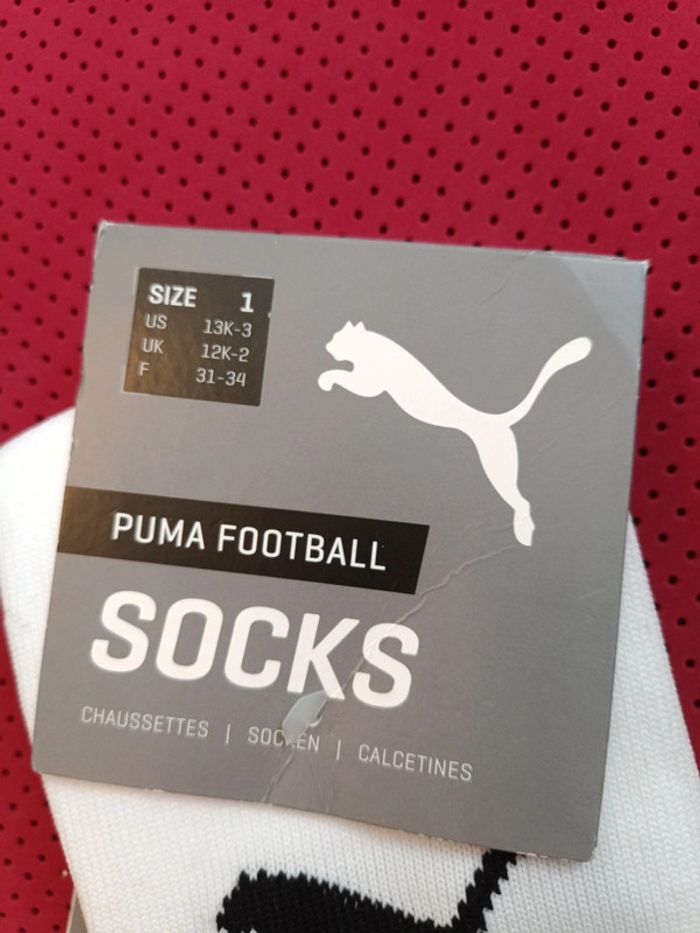 SIZE 1
US 13K-3
UK 12K-2
F 31-34
PUMA FOOTBALL
SOCKS
CHAUSSETTES | SOCKEN | CALCETINES